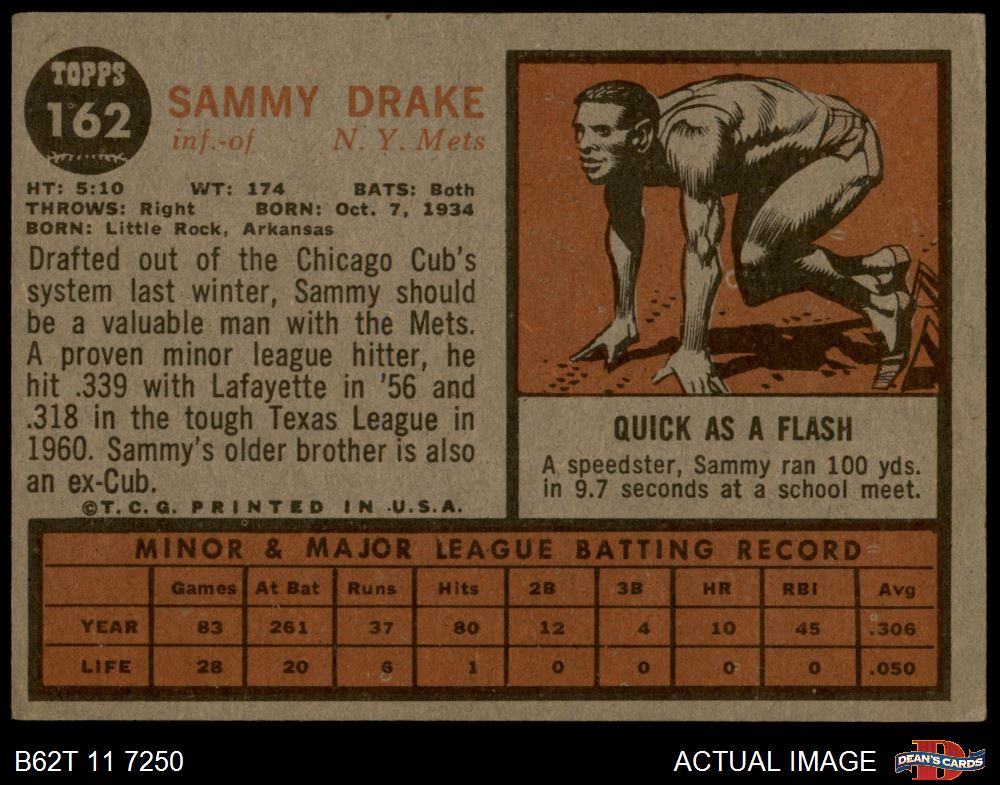 TOPPS
162
SAMMY DRAKE
inf.-of N. Y. Mets
HT: 5:10 WT: 174 BATS: Both
THROWS: Right BORN: Oct. 7, 1934
BORN: Little Rock, Arkansas
Drafted out of the Chicago Cub's
system last winter, Sammy should
be a valuable man with the Mets.
A proven minor league hitter, he
hit .339 with Lafayette in '56 and
.318 in the tough Texas League in
1960. Sammy's older brother is also
an ex-Cub.
©T. C. G. PRINTED IN U.S.A.
QUICK AS A FLASH
A speedster, Sammy ran 100 yds.
in 9.7 seconds at a school meet.
MINOR & MAJOR LEAGUE BATTING RECORD
Games At Bat Runs Hits 2B 3B HR RBI Avg
YEAR 83 261 37 80 12 4 10 45 .306
LIFE 28 20 6 1 0 0 0 0 .050
B62T 11 7250
ACTUAL IMAGE
D
DEAN'S CARDS